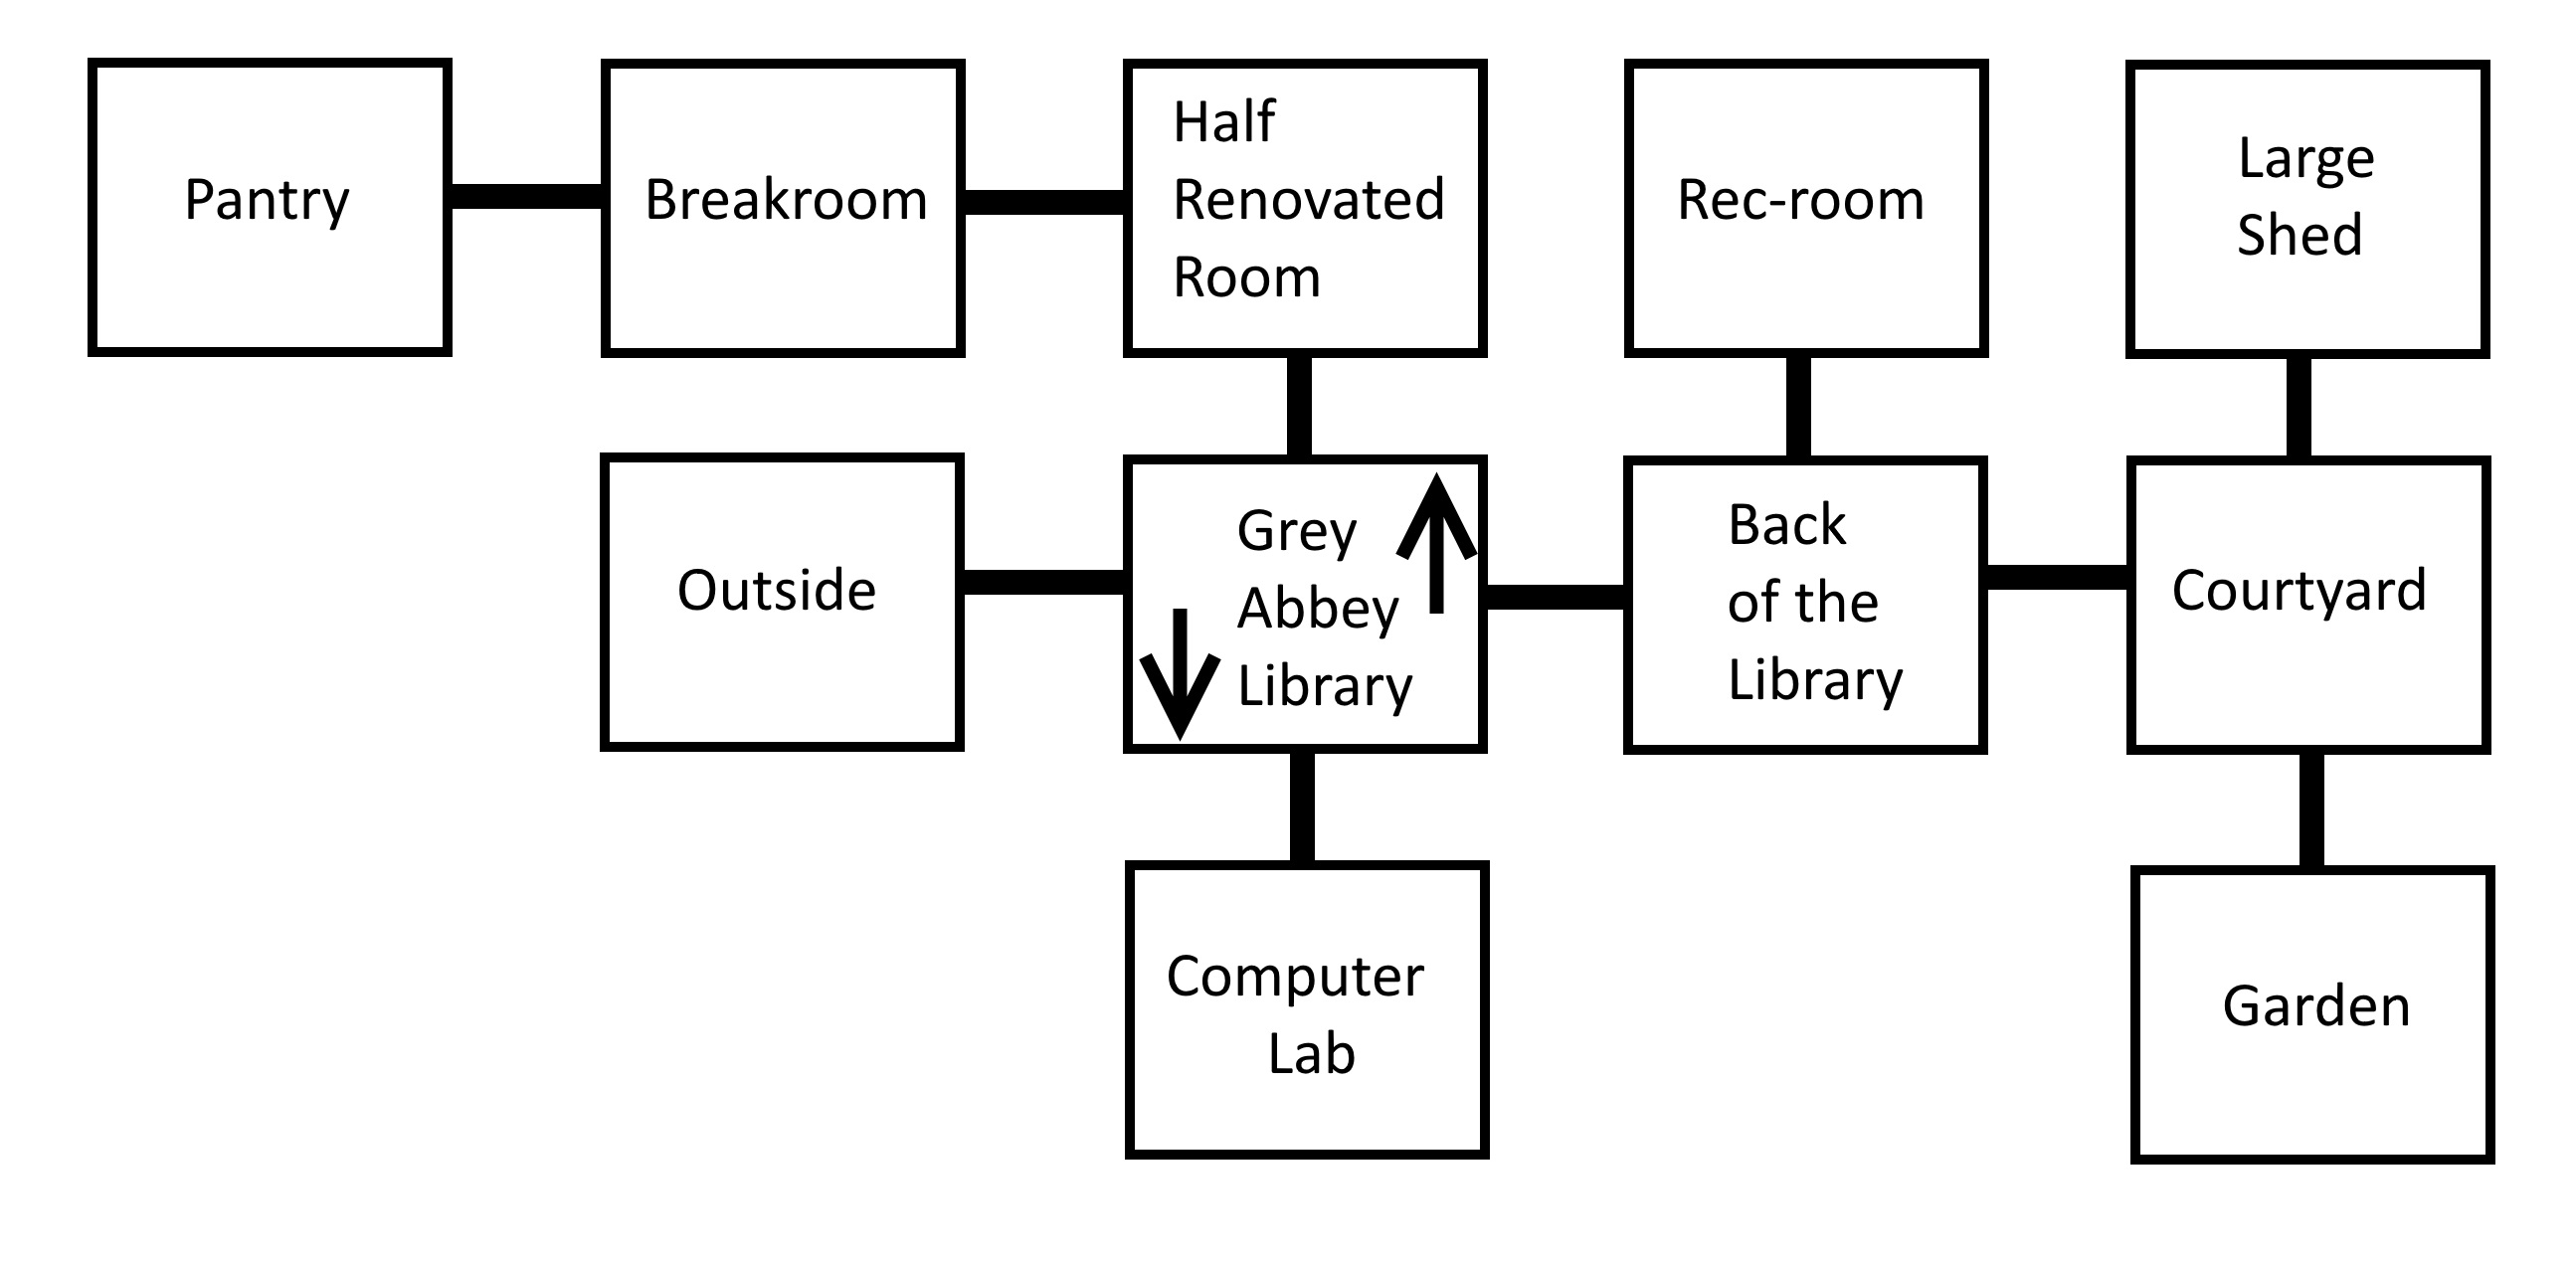 Pantry
Breakroom
Half
Renovated
Room
Rec-room
Large
Shed
Outside
Grey
Abbey
Library
Back
of the
Library
Courtyard
Computer
Lab
Garden